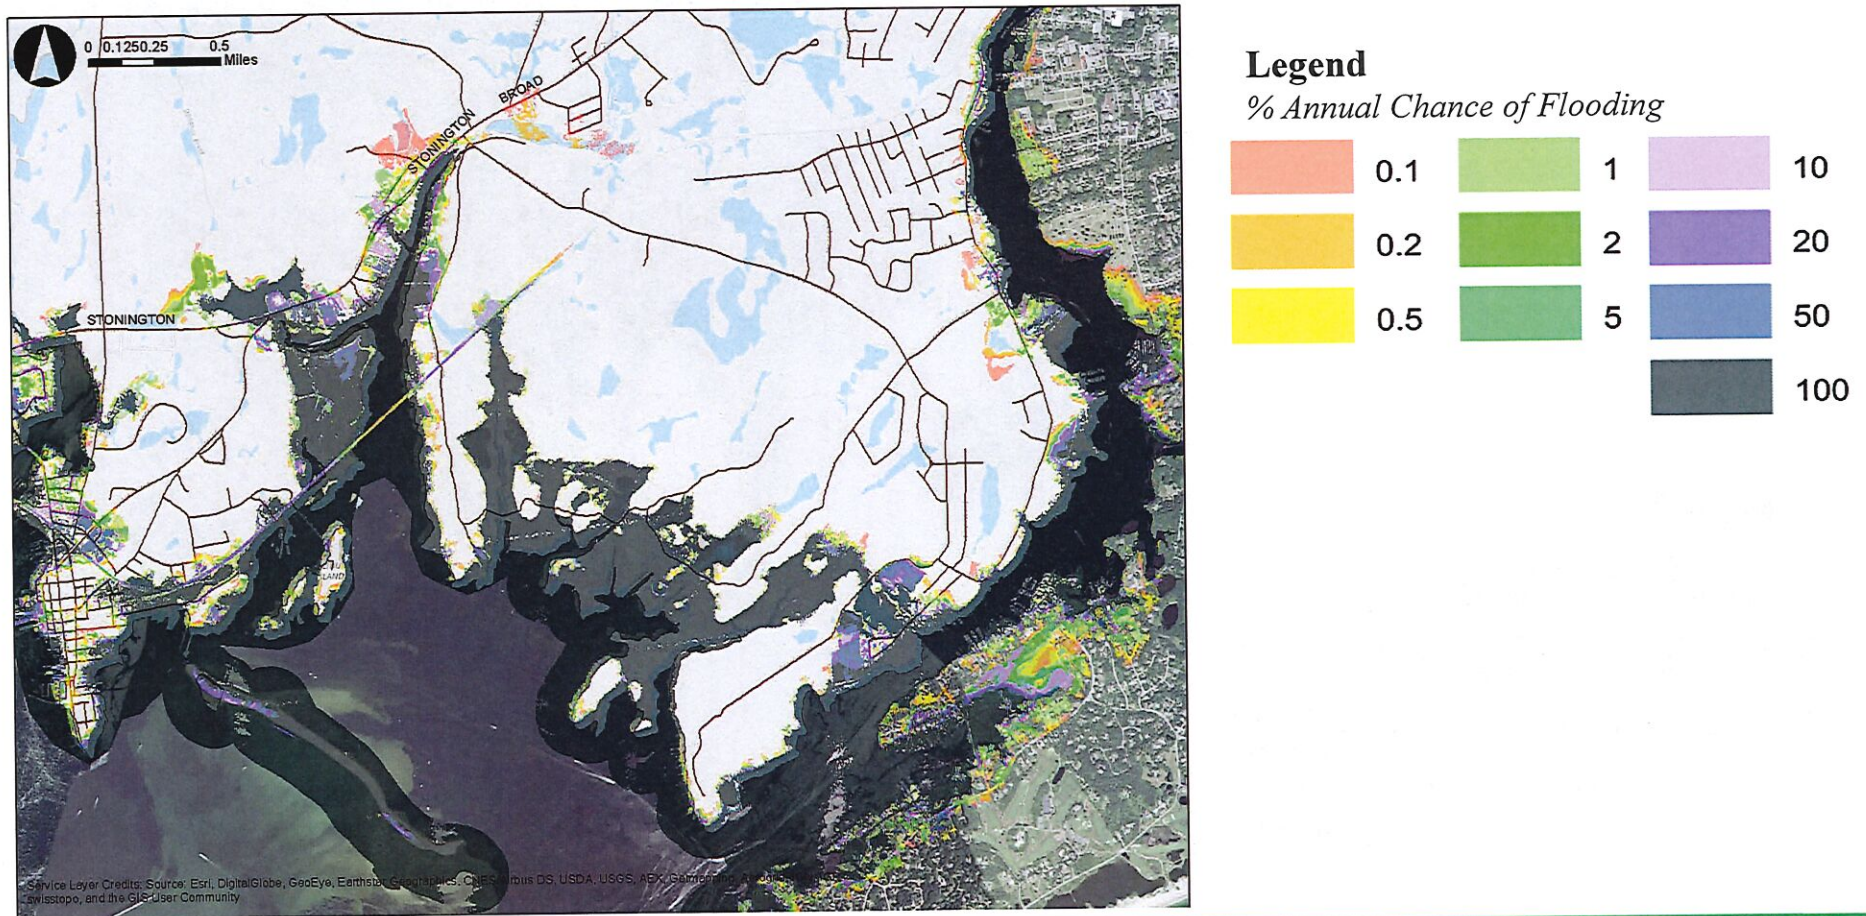 0 0.1250.25 0.5
Miles
BROAD
STONINGTON
STONINGTON
LAND
Service Layer Credits: Source: Esri, DigitalGlobe, GeoEye, Earthstar Geographics, CNES/Airbus DS, USDA, USGS, AEX, Getmapping,
swisstopo, and the GIS User Community
Legend
% Annual Chance of Flooding
0.1 1 10
0.2 2 20
0.5 5 50
100